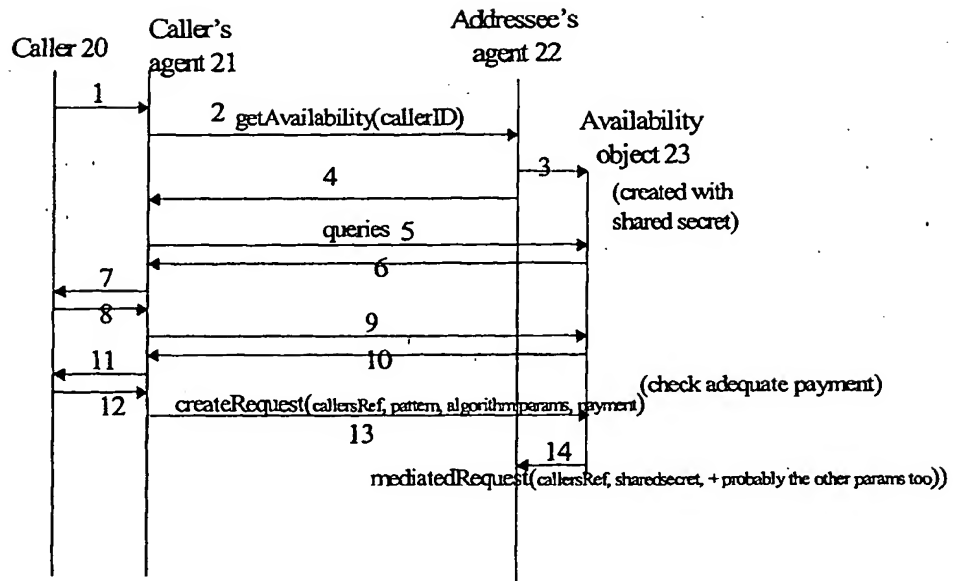 Caller 20
Caller's
agent 21
Addressee's
agent 22
1
2 getAvailability(callerID)
Availability
object 23
3
4
(created with
shared secret)
queries 5
6
7
8
9
10
11
(check adequate payment)
12
createRequest(callersRef, pattern, algorithm params, payment)
13
14
mediatedRequest(callersRef, sharedsecret, + probably the other params too))